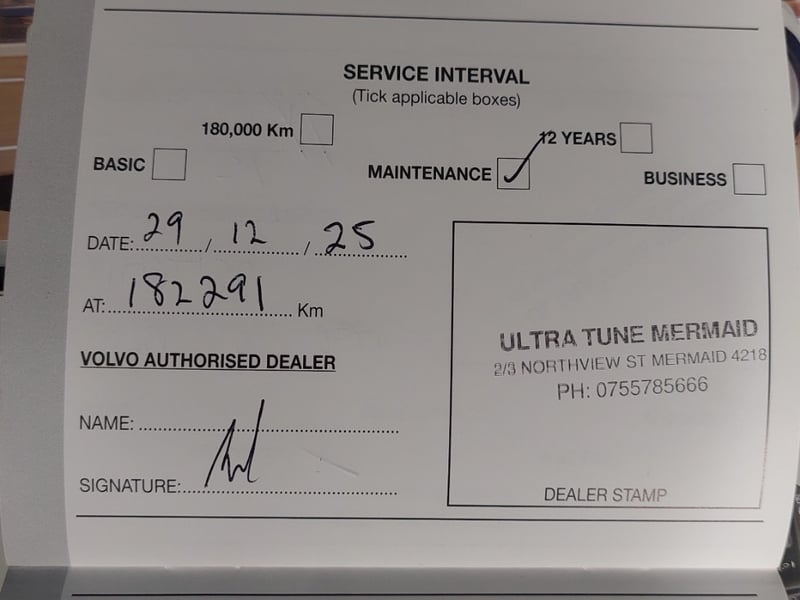 SERVICE INTERVAL
(Tick applicable boxes)
180,000 Km
12 YEARS
BASIC
MAINTENANCE
BUSINESS
DATE: 29 / 12 / 25
AT: 182291 Km
VOLVO AUTHORISED DEALER
NAME:
SIGNATURE:
ULTRA TUNE MERMAID
2/3 NORTHVIEW ST MERMAID 4218
PH: 0755785666
DEALER STAMP